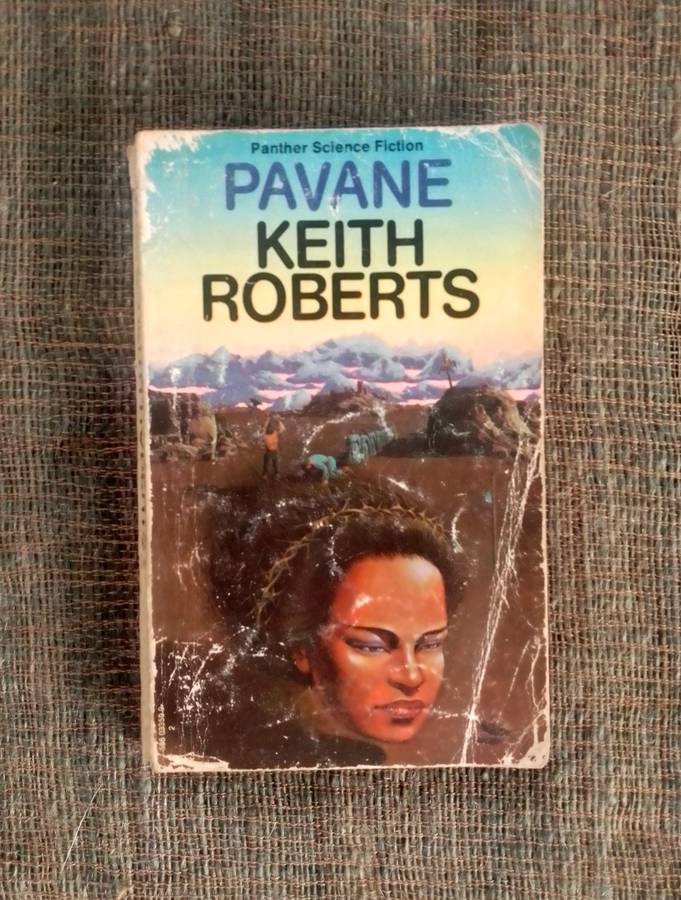 Panther Science Fiction
PAVANE
KEITH
ROBERTS